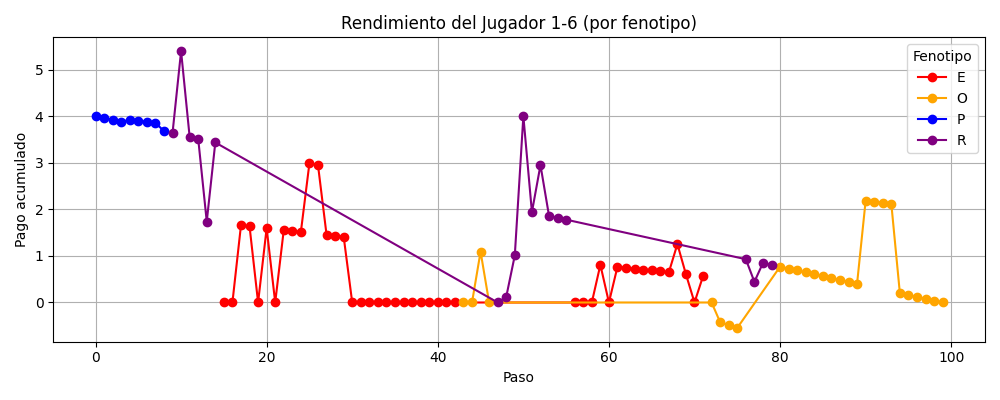 Rendimiento del Jugador 1-6 (por fenotipo)
Pago acumulado
5
4
3
2
1
0
Fenotipo
E
O
P
R
0 20 40 60 80 100
Paso